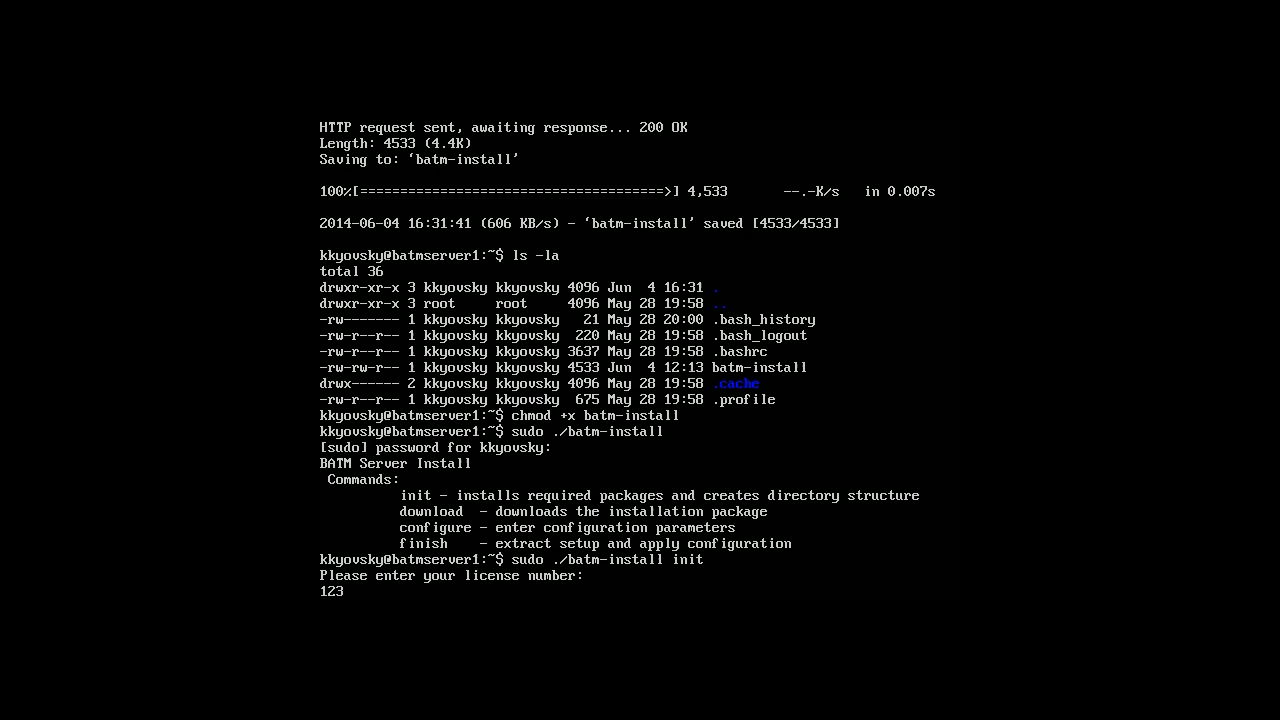 HTTP request sent, awaiting response... 200 OK
Length: 4533 (4.4K)
Saving to: ‘batm-install’
100%[======================================>] 4,533       --.-K/s   in 0.007s
2014-06-04 16:31:41 (606 KB/s) - ‘batm-install’ saved [4533/4533]
kkyovsky@batmserver1:~$ ls -la
total 36
drwxr-xr-x 3 kkyovsky kkyovsky 4096 Jun  4 16:31 .
drwxr-xr-x 3 root     root     4096 May 28 19:58 ..
-rw------- 1 kkyovsky kkyovsky   21 May 28 20:00 .bash_history
-rw-r--r-- 1 kkyovsky kkyovsky  220 May 28 19:58 .bash_logout
-rw-r--r-- 1 kkyovsky kkyovsky 3637 May 28 19:58 .bashrc
-rw-rw-r-- 1 kkyovsky kkyovsky 4533 Jun  4 12:13 batm-install
drwx------ 2 kkyovsky kkyovsky 4096 May 28 19:58 .cache
-rw-r--r-- 1 kkyovsky kkyovsky  675 May 28 19:58 .profile
kkyovsky@batmserver1:~$ chmod +x batm-install
kkyovsky@batmserver1:~$ sudo ./batm-install
[sudo] password for kkyovsky:
BATM Server Install
 Commands:
          init - installs required packages and creates directory structure
          download  - downloads the installation package
          configure - enter configuration parameters
          finish    - extract setup and apply configuration
kkyovsky@batmserver1:~$ sudo ./batm-install init
Please enter your license number:
123